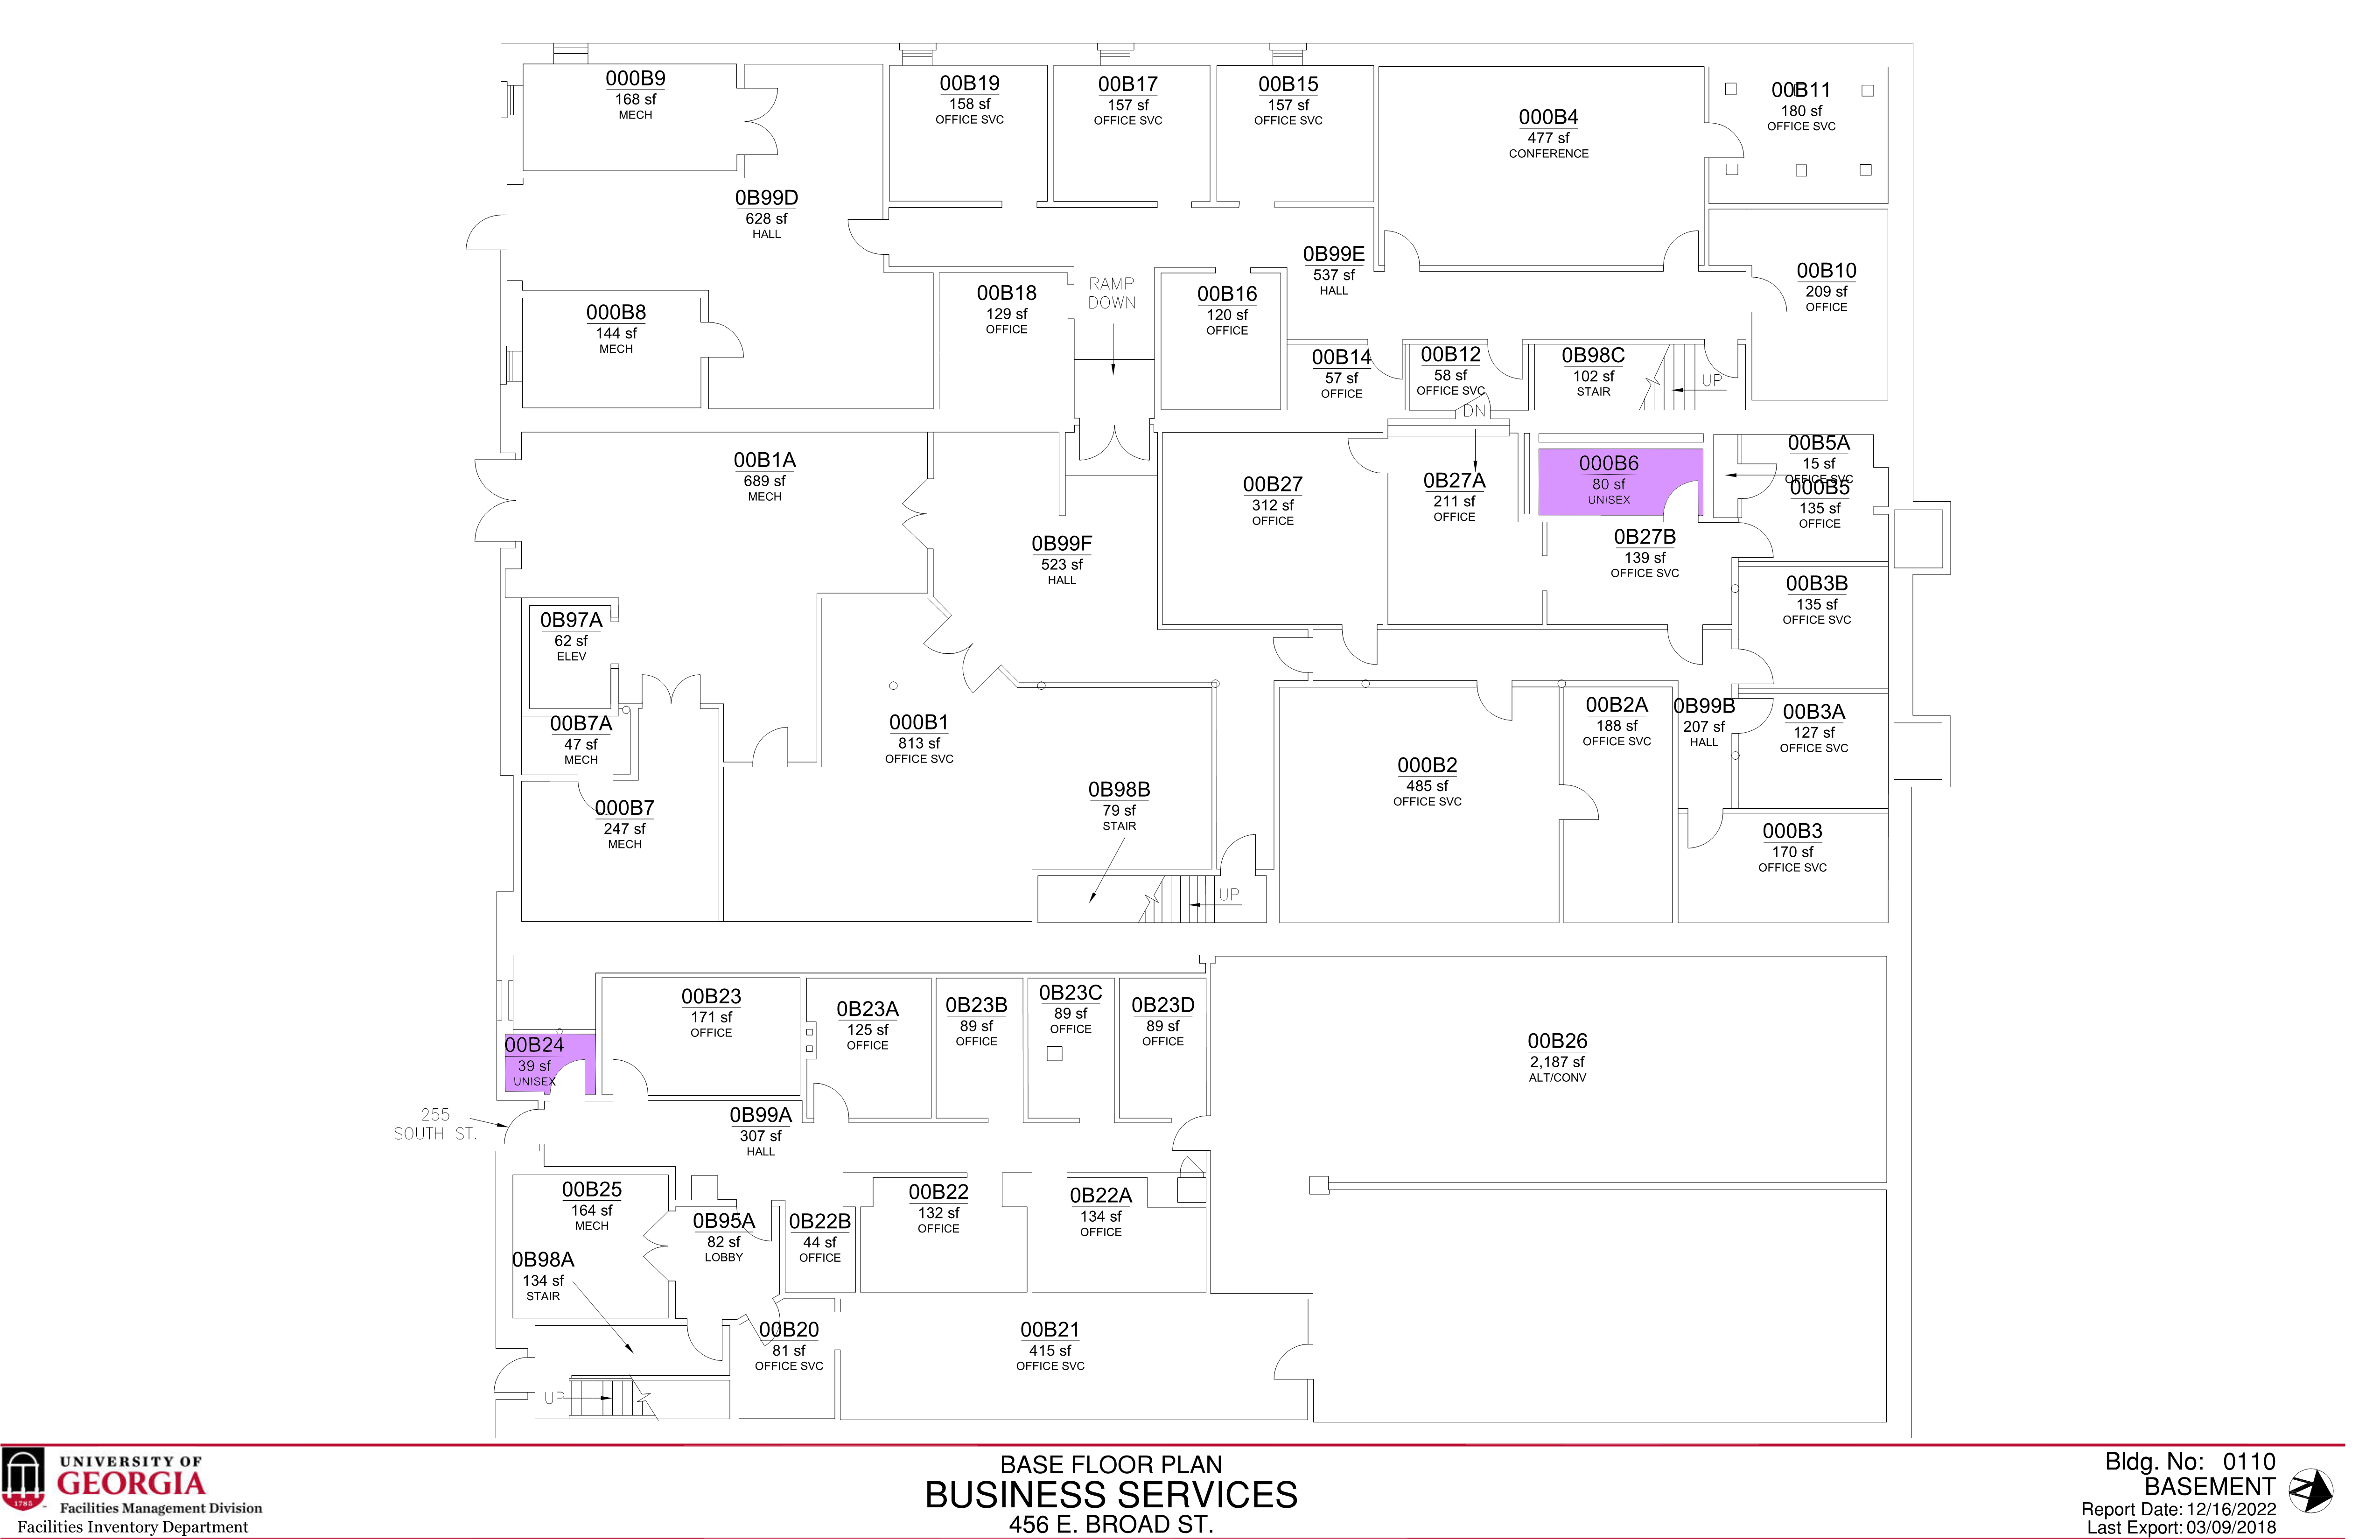 000B9
168 sf
MECH
00B19
158 sf
OFFICE SVC
00B17
157 sf
OFFICE SVC
00B15
157 sf
OFFICE SVC
000B4
477 sf
CONFERENCE
00B11
180 sf
OFFICE SVC
0B99D
628 sf
HALL
0B99E
537 sf
HALL
00B10
209 sf
OFFICE
000B8
144 sf
MECH
00B18
129 sf
OFFICE
RAMP
DOWN
00B16
120 sf
OFFICE
00B14
57 sf
OFFICE
00B12
58 sf
OFFICE SVC
0B98C
102 sf
STAIR
UP
DN
00B1A
689 sf
MECH
00B27
312 sf
OFFICE
0B27A
211 sf
OFFICE
000B6
80 sf
UNISEX
00B5A
15 sf
OFFICE SVC
000B5
135 sf
OFFICE
0B99F
523 sf
HALL
0B27B
139 sf
OFFICE SVC
00B3B
135 sf
OFFICE SVC
0B97A
62 sf
ELEV
00B7A
47 sf
MECH
000B1
813 sf
OFFICE SVC
00B2A
188 sf
OFFICE SVC
0B99B
207 sf
HALL
00B3A
127 sf
OFFICE SVC
000B7
247 sf
MECH
0B98B
79 sf
STAIR
UP
000B2
485 sf
OFFICE SVC
000B3
170 sf
OFFICE SVC
00B23
171 sf
OFFICE
0B23A
125 sf
OFFICE
0B23B
89 sf
OFFICE
0B23C
89 sf
OFFICE
0B23D
89 sf
OFFICE
00B24
39 sf
UNISEX
00B26
2,187 sf
ALT/CONV
255
SOUTH ST.
0B99A
307 sf
HALL
00B25
164 sf
MECH
0B95A
82 sf
LOBBY
0B22B
44 sf
OFFICE
00B22
132 sf
OFFICE
0B22A
134 sf
OFFICE
0B98A
134 sf
STAIR
00B20
81 sf
OFFICE SVC
00B21
415 sf
OFFICE SVC
UP
1785
UNIVERSITY OF
GEORGIA
Facilities Management Division
Facilities Inventory Department
BASE FLOOR PLAN
BUSINESS SERVICES
456 E. BROAD ST.
Bldg. No: 0110
BASEMENT
Report Date: 12/16/2022
Last Export: 03/09/2018